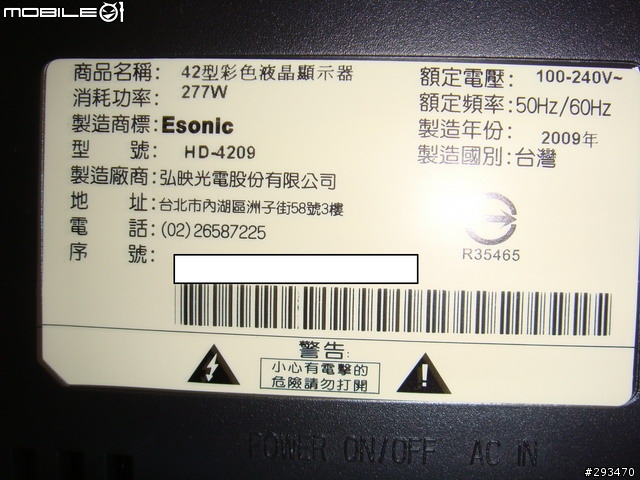 MOBILE01
商品名稱: 42型彩色液晶顯示器
消耗功率: 277W
製造商標: Esonic
型 號: HD-4209
製造廠商: 弘映光電股份有限公司
地 址: 台北市內湖區洲子街58號3樓
電 話: (02)26587225
序 號:
額定電壓: 100-240V~
額定頻率: 50Hz/60Hz
製造年份: 2009年
製造國別: 台灣
R35465
警告:
小心有電擊的
危險請勿打開
POWER ON/OFF AC IN
#293470